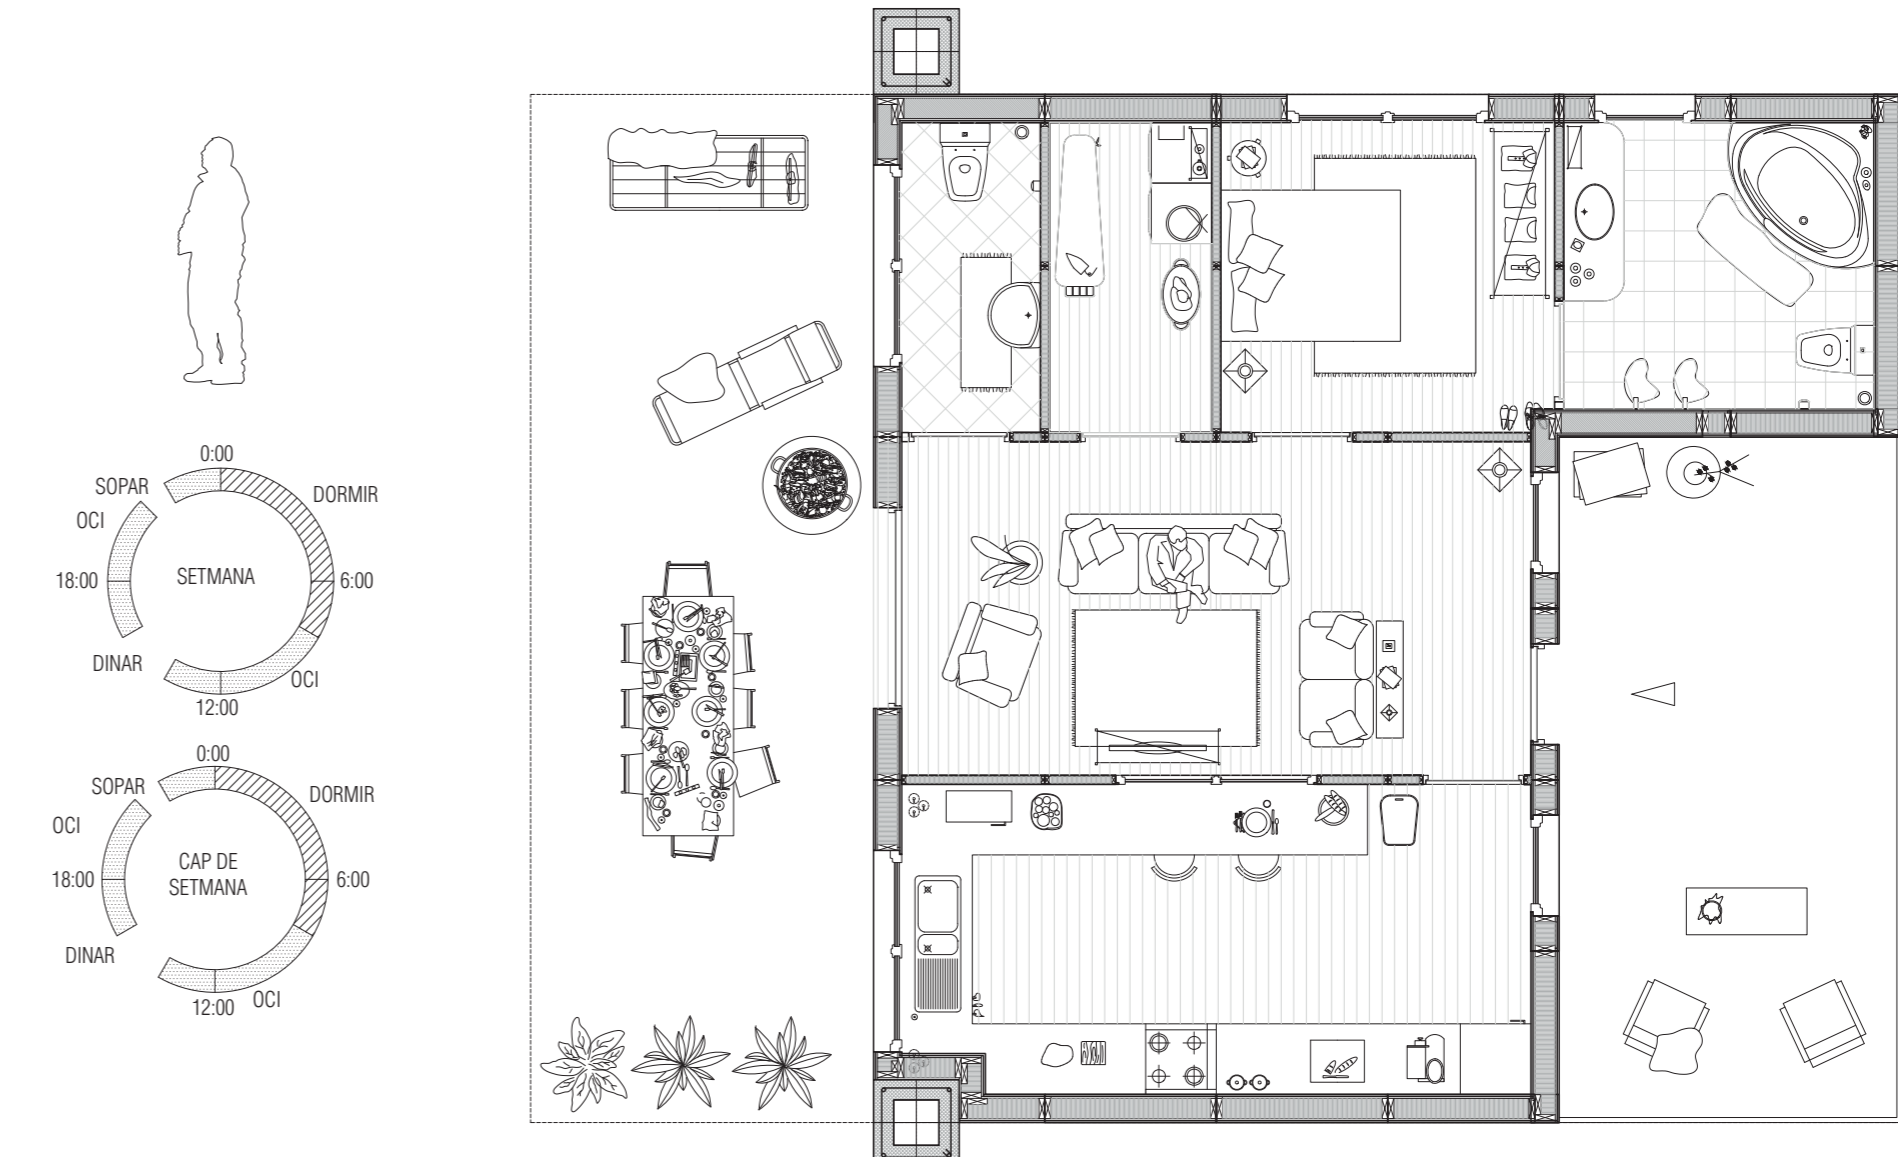 0:00
SOPAR
DORMIR
OCI
SETMANA
18:00
6:00
DINAR
OCI
12:00
0:00
SOPAR
DORMIR
OCI
CAP DE
SETMANA
18:00
6:00
DINAR
OCI
12:00